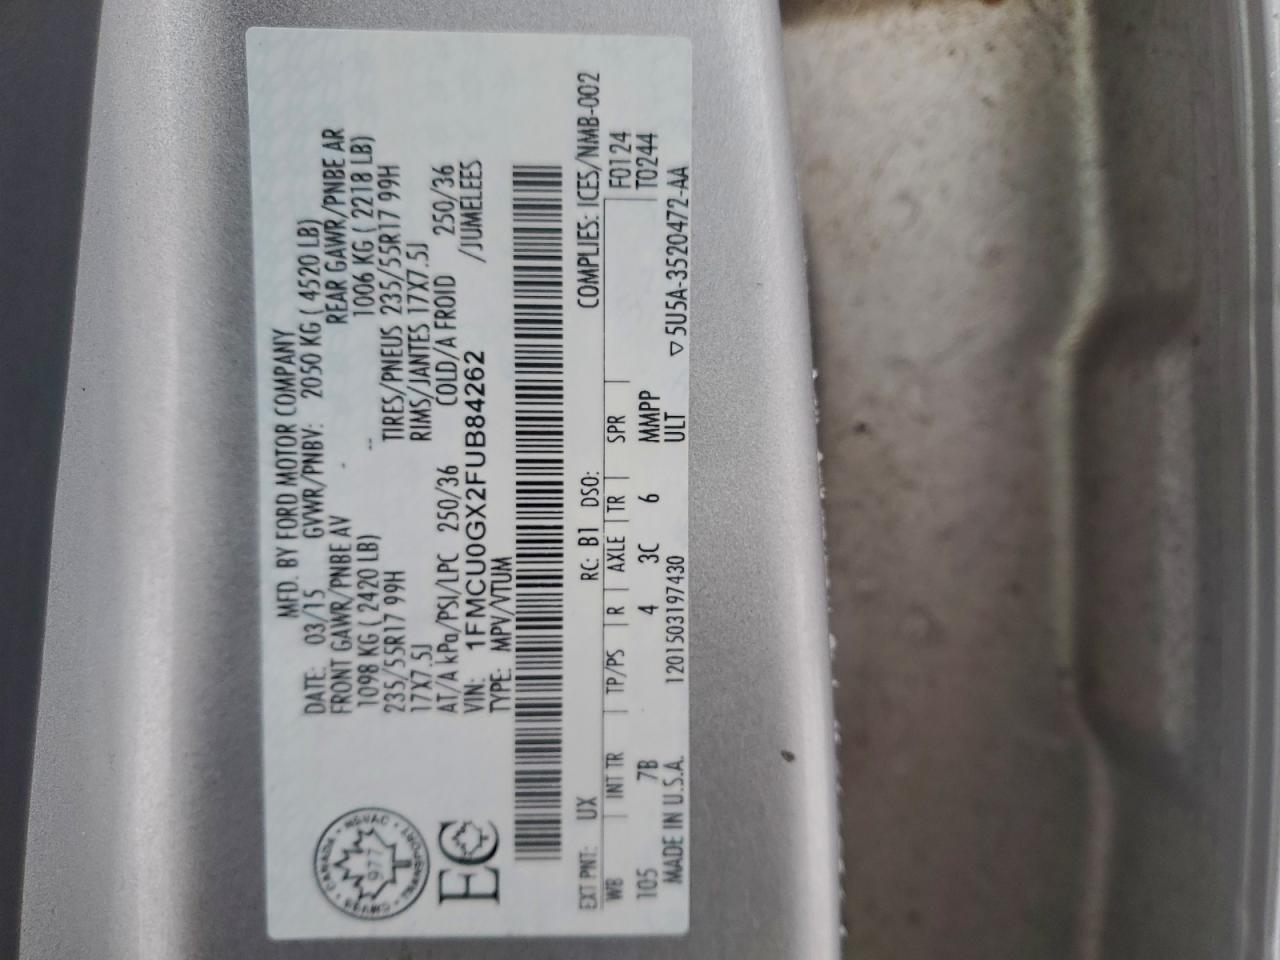 MFD. BY FORD MOTOR COMPANY
DATE: 03/15 GVWR/PNBV: 2050 KG ( 4520 LB)
FRONT GAWR/PNBE AV REAR GAWR/PNBE AR
1098 KG ( 2420 LB) 1006 KG ( 2218 LB)
235/55R17 99H -- TIRES/PNEUS 235/55R17 99H
17X7.5J RIMS/JANTES 17X7.5J
AT/A kPa/PSI/LPC 250/36 COLD/A FROID 250/36
VIN: 1FMCU0GX2FUB84262 /JUMELEES
TYPE: MPV/VTUM
CANADA
977
EC
EXT PNT: UX RC: B1 DSO: COMPLIES: ICES/NMB-002
WB | INT TR | TP/PS | R | AXLE | TR | SPR | F0124
105 7B 4 3C 6 MMPP T0244
MADE IN U.S.A. 1201503197430 ULT ▽ 5U5A-3520472-AA